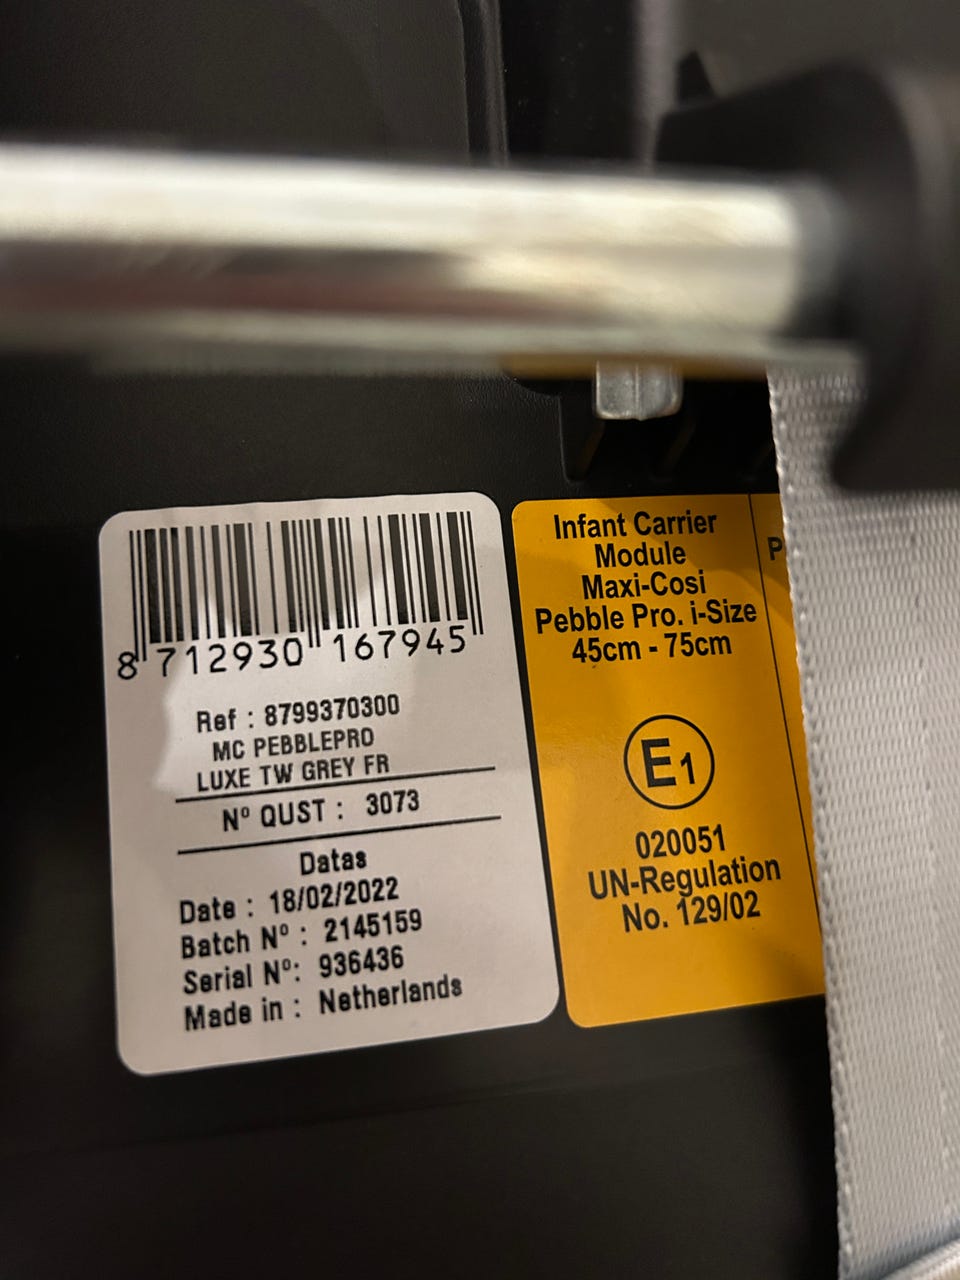 8 712930 167945
Ref : 8799370300
MC PEBBLEPRO
LUXE TW GREY FR
Nº QUST : 3073
Datas
Date : 18/02/2022
Batch Nº : 2145159
Serial Nº: 936436
Made in : Netherlands
Infant Carrier
Module
Maxi-Cosi
Pebble Pro. i-Size
45cm - 75cm
E1
020051
UN-Regulation
No. 129/02
P